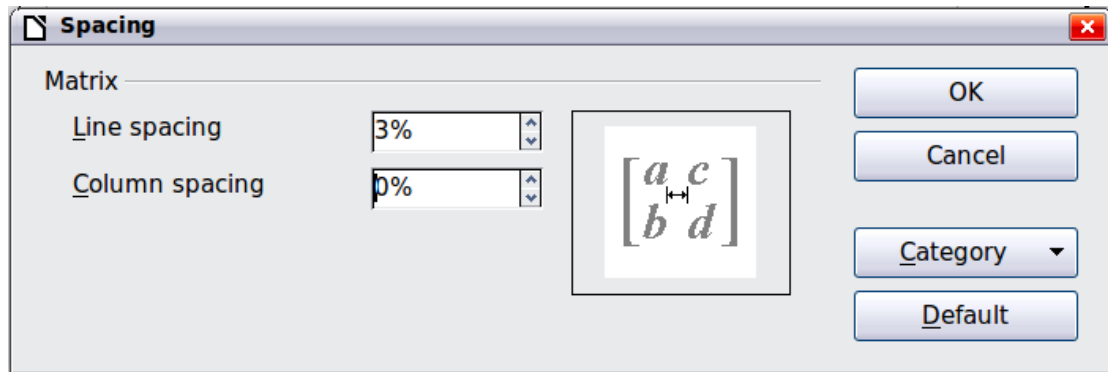 Spacing
Matrix
Line spacing 3%
Column spacing 0%
a c
b d
OK
Cancel
Category
Default